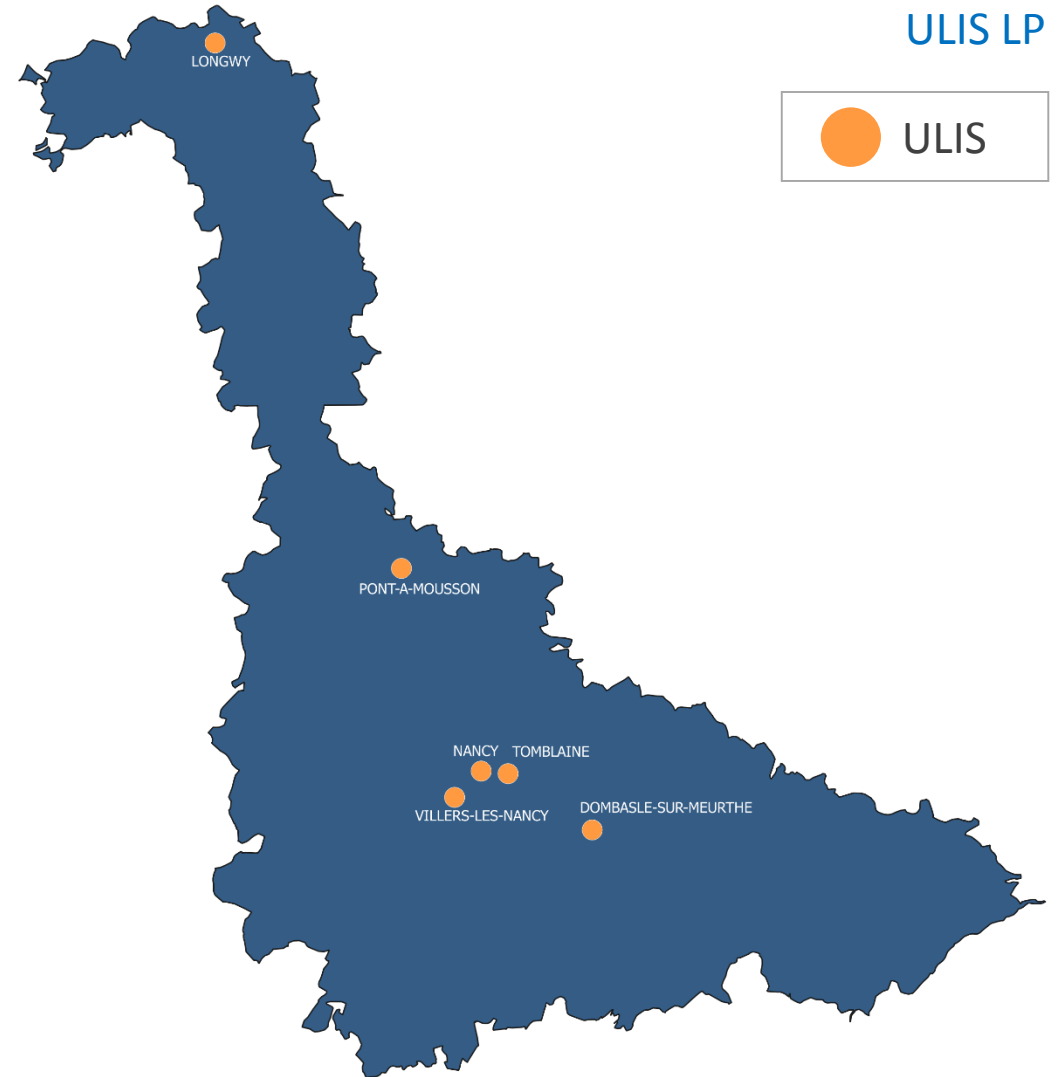 ULIS LP
ULIS
LONGWY
PONT-A-MOUSSON
NANCY
TOMBLAINE
VILLERS-LES-NANCY
DOMBASLE-SUR-MEURTHE